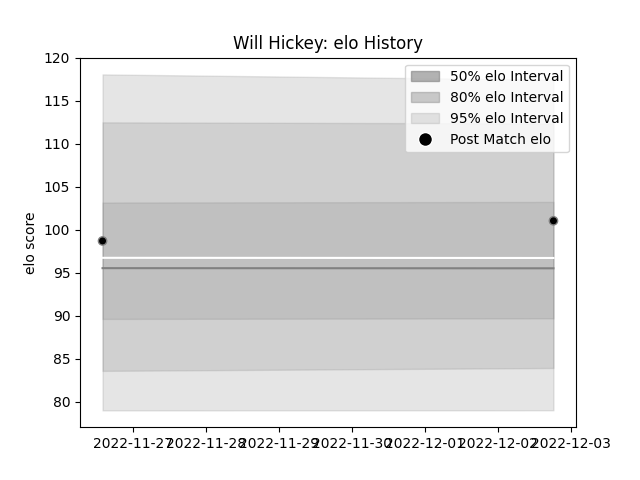 Will Hickey: elo History
elo score
120
115
110
105
100
95
90
85
80
50% elo Interval
80% elo Interval
95% elo Interval
Post Match elo
2022-11-27
2022-11-28
2022-11-29
2022-11-30
2022-12-01
2022-12-02
2022-12-03